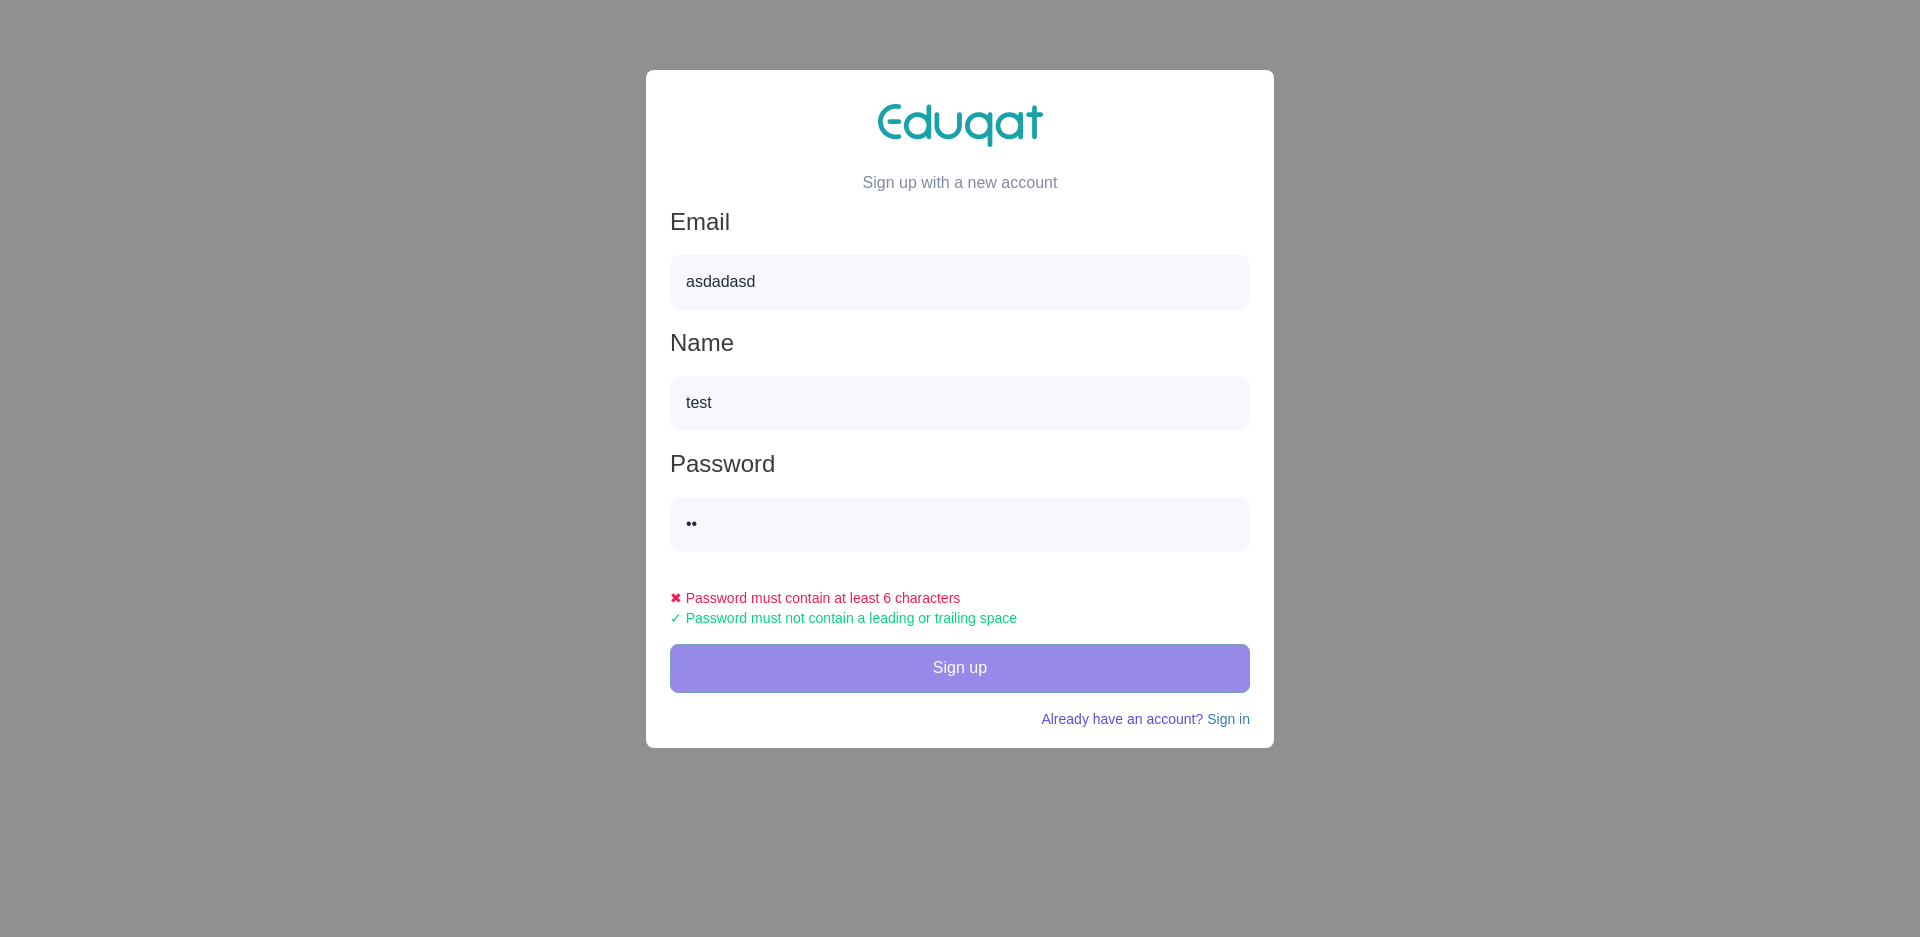 Eduqat
Sign up with a new account
Email
asdadasd
Name
test
Password
••
✖ Password must contain at least 6 characters
✓ Password must not contain a leading or trailing space
Sign up
Already have an account? Sign in